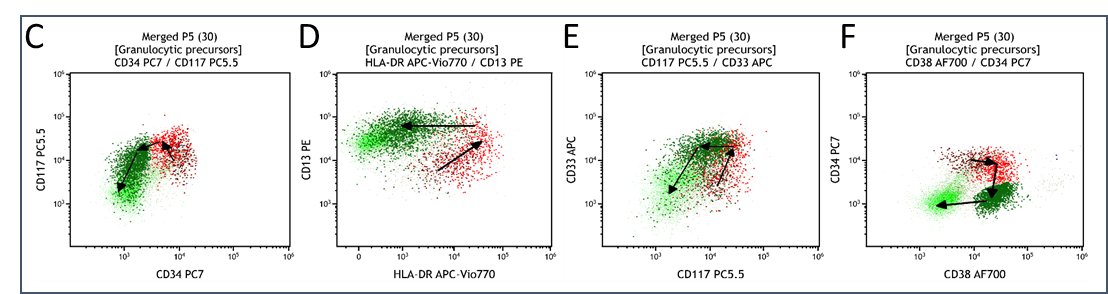 C
Merged P5 (30)
[Granulocytic precursors]
CD34 PC7 / CD117 PC5.5
10⁶
10⁵
10⁴
10³
CD117 PC5.5
10³
10⁴
10⁵
10⁶
CD34 PC7
D
Merged P5 (30)
[Granulocytic precursors]
HLA-DR APC-Vio770 / CD13 PE
10⁶
10⁵
10⁴
10³
CD13 PE
0
10³
10⁴
10⁵
10⁶
HLA-DR APC-Vio770
E
Merged P5 (30)
[Granulocytic precursors]
CD117 PC5.5 / CD33 APC
10⁶
10⁵
10⁴
10³
CD33 APC
10³
10⁴
10⁵
10⁶
CD117 PC5.5
F
Merged P5 (30)
[Granulocytic precursors]
CD38 AF700 / CD34 PC7
10⁶
10⁵
10⁴
10³
CD34 PC7
10³
10⁴
10⁵
10⁶
CD38 AF700